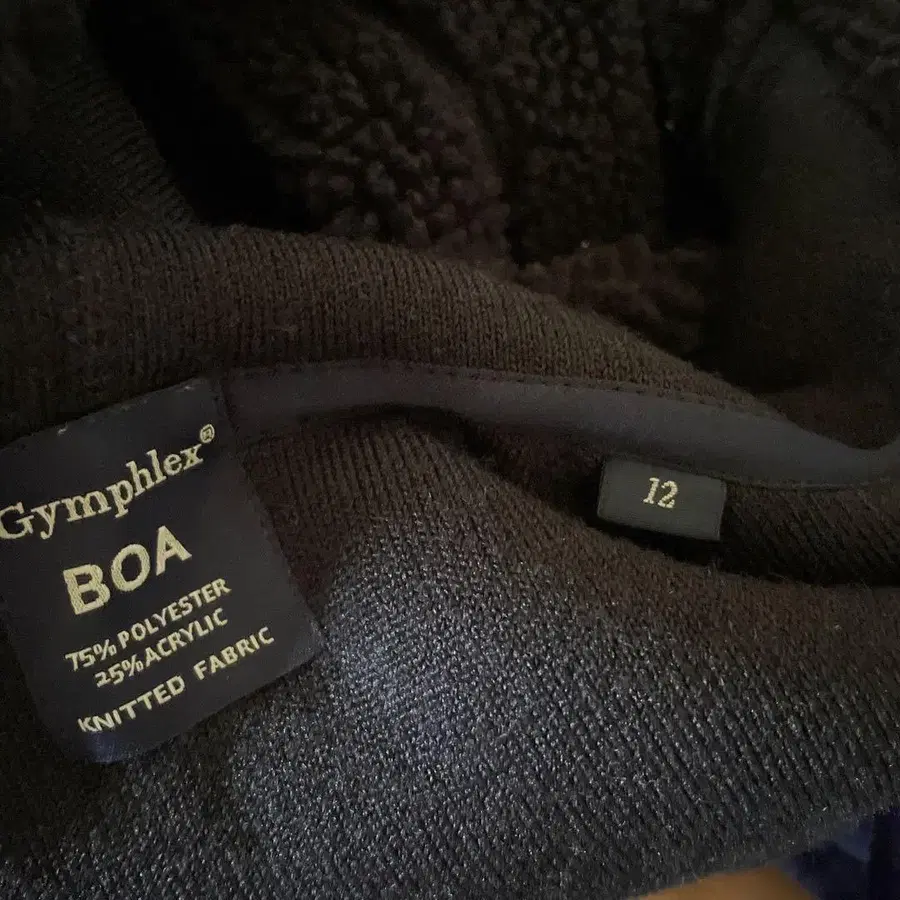 Gymphlex®
BOA
75% POLYESTER
25% ACRYLIC
KNITTED FABRIC
12